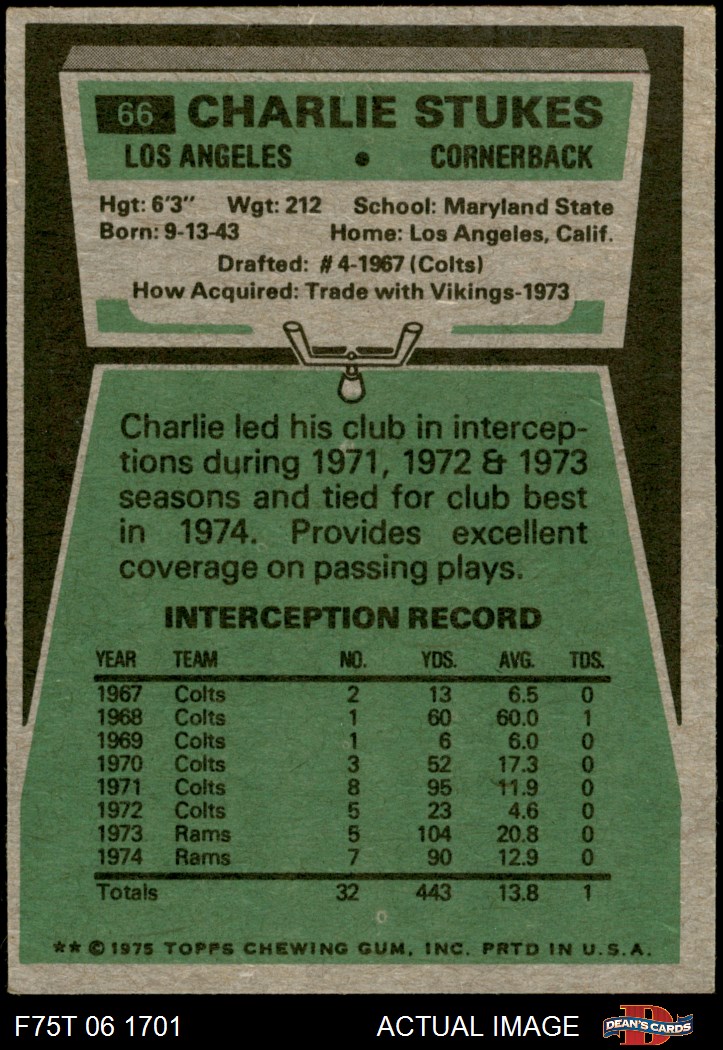 66 CHARLIE STUKES
LOS ANGELES • CORNERBACK
Hgt: 6'3" Wgt: 212 School: Maryland State
Born: 9-13-43 Home: Los Angeles, Calif.
Drafted: #4-1967 (Colts)
How Acquired: Trade with Vikings-1973
Charlie led his club in intercep-
tions during 1971, 1972 & 1973
seasons and tied for club best
in 1974. Provides excellent
coverage on passing plays.
INTERCEPTION RECORD
YEAR TEAM NO. YDS. AVG. TDS.
1967 Colts 2 13 6.5 0
1968 Colts 1 60 60.0 1
1969 Colts 1 6 6.0 0
1970 Colts 3 52 17.3 0
1971 Colts 8 95 11.9 0
1972 Colts 5 23 4.6 0
1973 Rams 5 104 20.8 0
1974 Rams 7 90 12.9 0
Totals 32 443 13.8 1
** © 1975 TOPPS CHEWING GUM, INC. PRTD IN U.S.A.
F75T 06 1701 ACTUAL IMAGE D DEAN'S CARDS